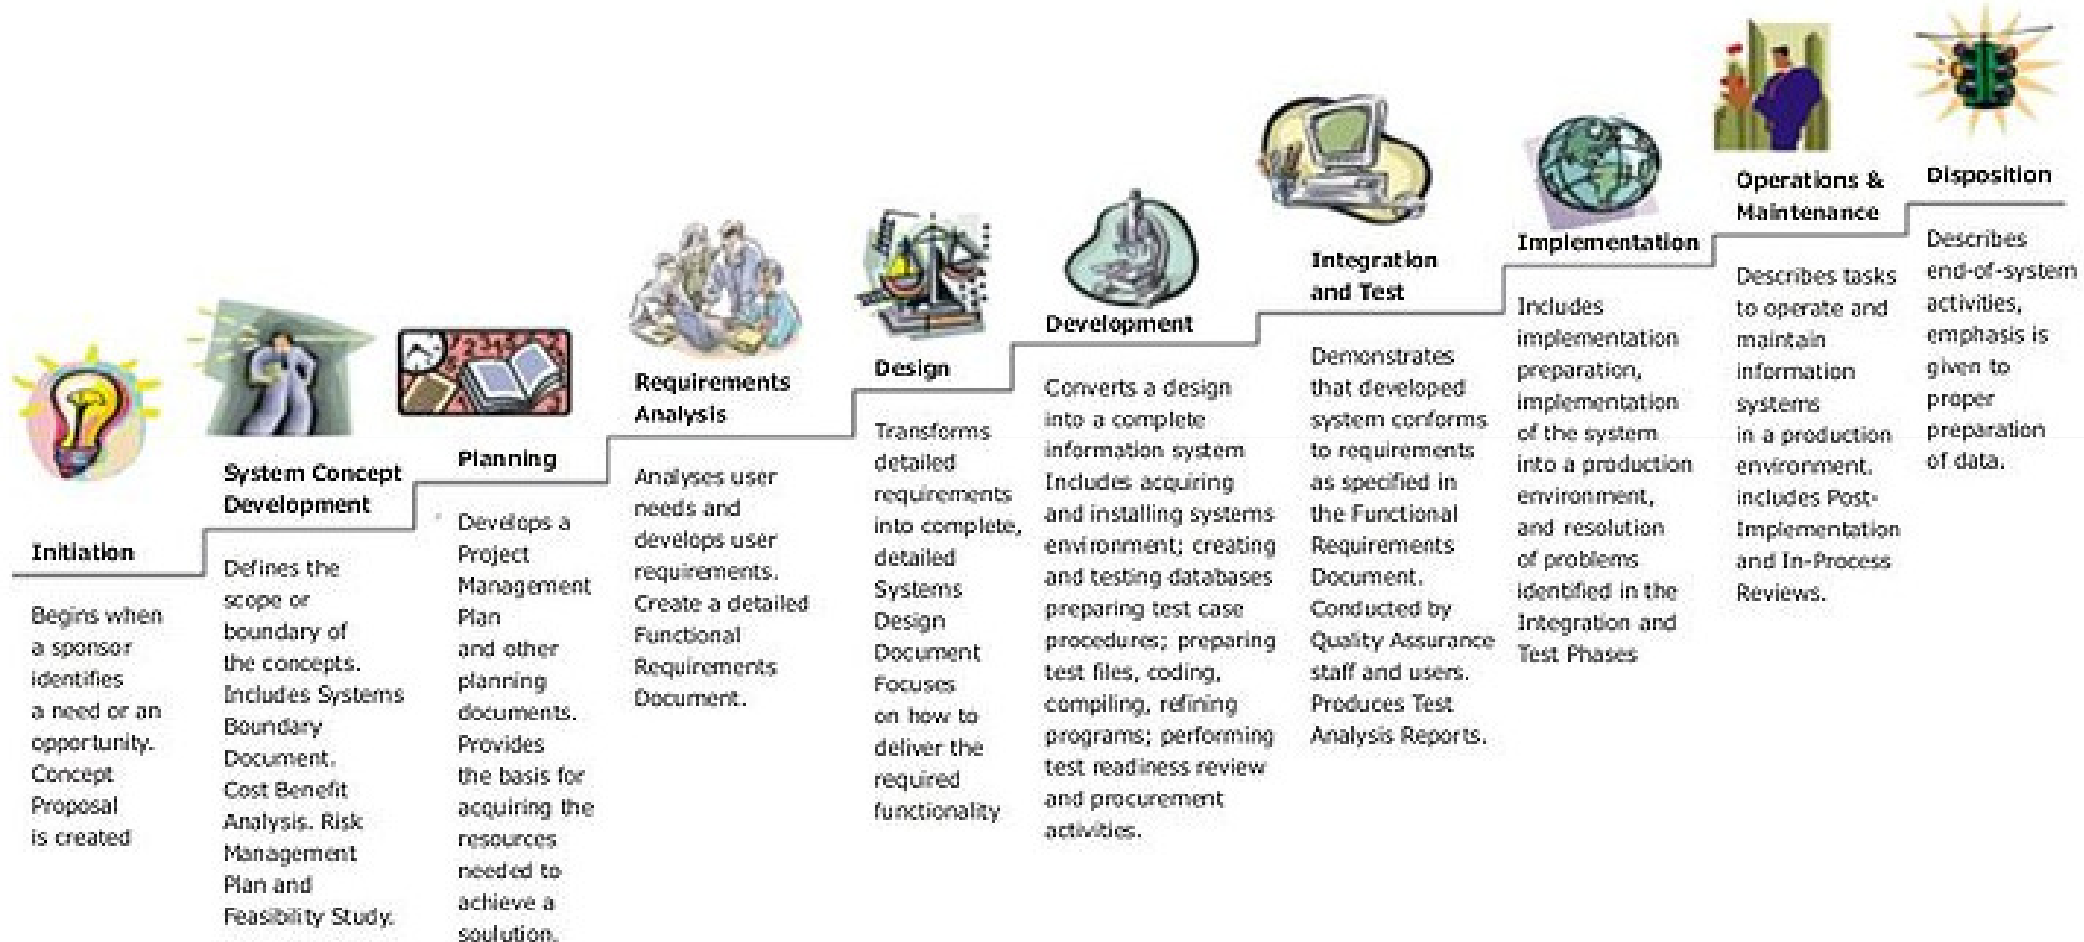 Initiation
Begins when
a sponsor
identifies
a need or an
opportunity.
Concept
Proposal
is created
System Concept
Development
Defines the
scope or
boundary of
the concepts.
Includes Systems
Boundary
Document.
Cost Benefit
Analysis. Risk
Management
Plan and
Feasibility Study.
Planning
Develops a
Project
Management
Plan
and other
planning
documents.
Provides
the basis for
acquiring the
resources
needed to
achieve a
soulution.
Requirements
Analysis
Analyses user
needs and
develops user
requirements.
Create a detailed
Functional
Requirements
Document.
Design
Transforms
detailed
requirements
into complete,
detailed
Systems
Design
Document
Focuses
on how to
deliver the
required
functionality
Development
Converts a design
into a complete
information system
Includes acquiring
and installing systems
environment; creating
and testing databases
preparing test case
procedures; preparing
test files, coding,
compiling, refining
programs; performing
test readiness review
and procurement
activities.
Integration
and Test
Demonstrates
that developed
system conforms
to requirements
as specified in
the Functional
Requirements
Document.
Conducted by
Quality Assurance
staff and users.
Produces Test
Analysis Reports.
Implementation
Includes
implementation
preparation,
implementation
of the system
into a production
environment,
and resolution
of problems
identified in the
Integration and
Test Phases
Operations &
Maintenance
Describes tasks
to operate and
maintain
information
systems
in a production
environment.
includes Post-
Implementation
and In-Process
Reviews.
Disposition
Describes
end-of-system
activities,
emphasis is
given to
proper
preparation
of data.